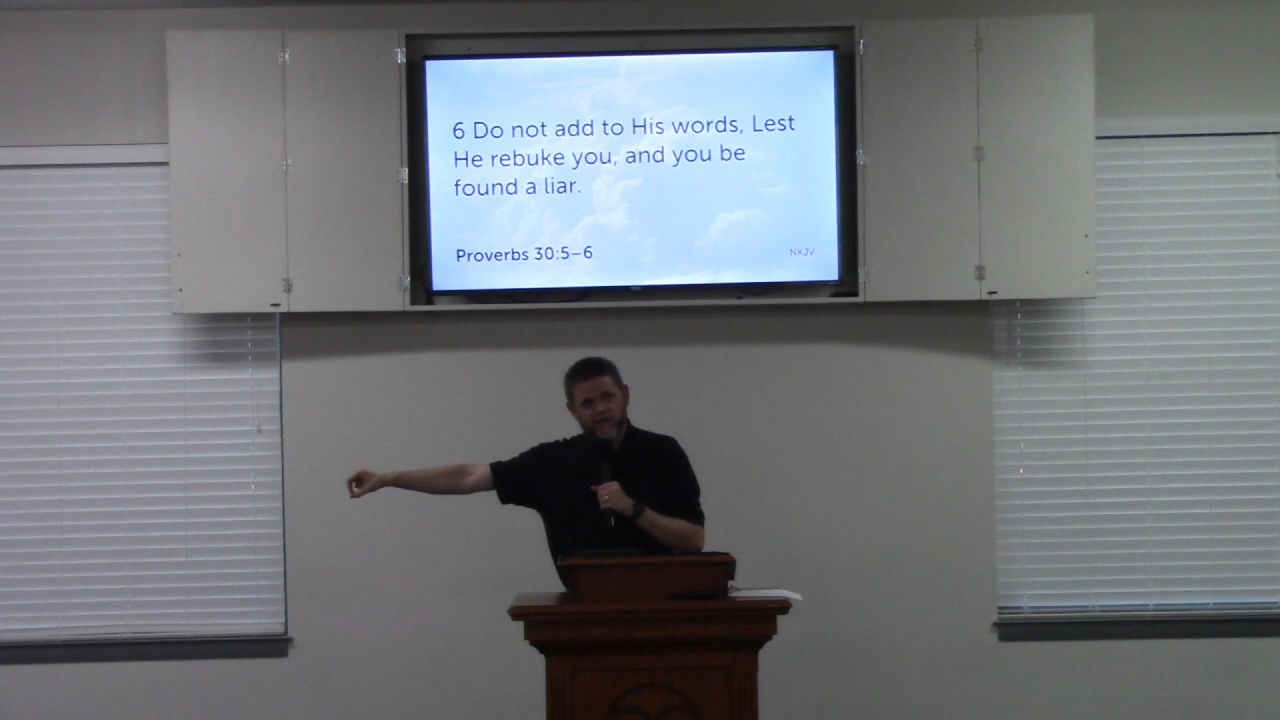 6 Do not add to His words, Lest
He rebuke you, and you be
found a liar.
Proverbs 30:5–6
NKJV